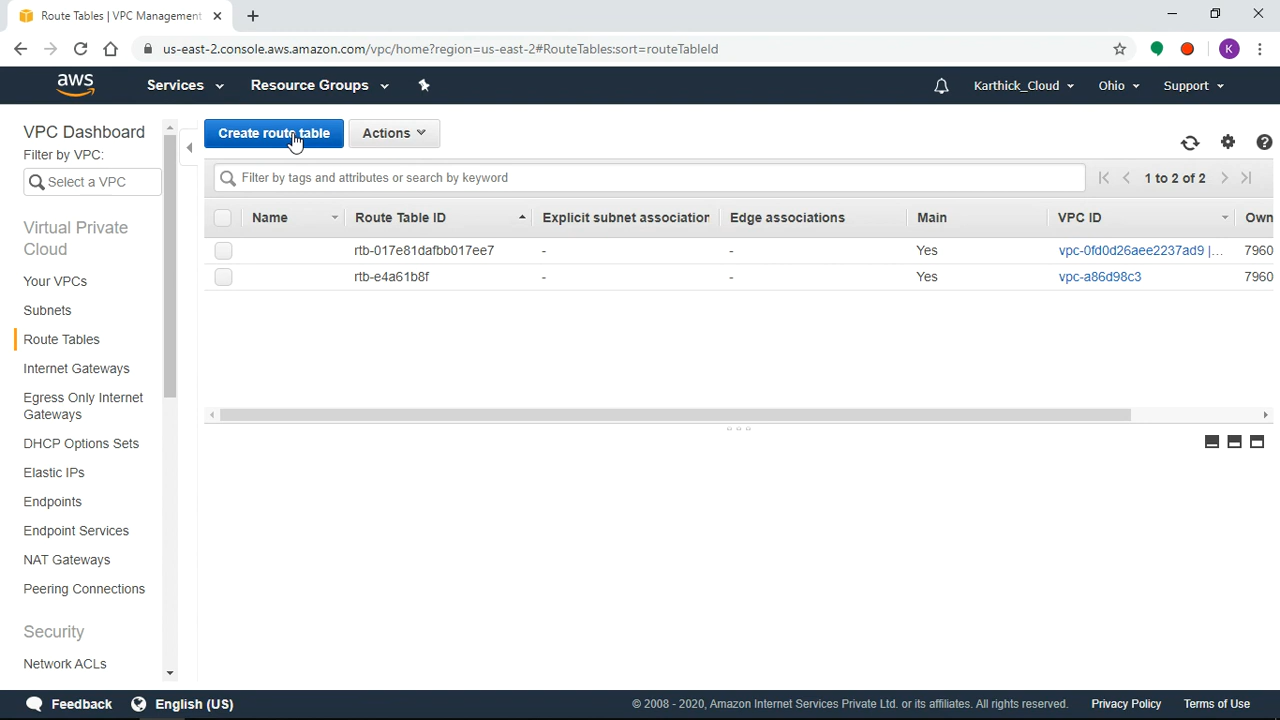 Route Tables | VPC Management
us-east-2.console.aws.amazon.com/vpc/home?region=us-east-2#RouteTables:sort=routeTableId
K
aws Services Resource Groups Karthick_Cloud Ohio Support
VPC Dashboard
Filter by VPC:
Select a VPC
Virtual Private
Cloud
Your VPCs
Subnets
Route Tables
Internet Gateways
Egress Only Internet
Gateways
DHCP Options Sets
Elastic IPs
Endpoints
Endpoint Services
NAT Gateways
Peering Connections
Security
Network ACLs
Create route table Actions
Filter by tags and attributes or search by keyword 1 to 2 of 2
Name Route Table ID Explicit subnet association Edge associations Main VPC ID Own
rtb-017e81dafbb017ee7 - - Yes vpc-0fd0d26aee2237ad9 |... 7960
rtb-e4a61b8f - - Yes vpc-a86d98c3 7960
Feedback English (US) © 2008 - 2020, Amazon Internet Services Private Ltd. or its affiliates. All rights reserved. Privacy Policy Terms of Use